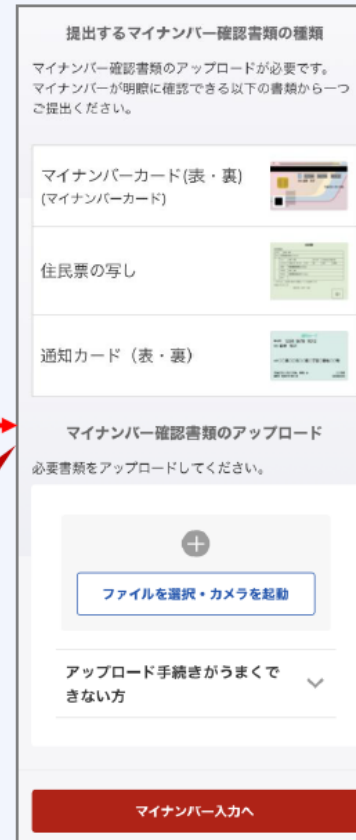 提出するマイナンバー確認書類の種類
マイナンバー確認書類のアップロードが必要です。
マイナンバーが明瞭に確認できる以下の書類から一つ
ご提出ください。
マイナンバーカード(表・裏)
(マイナンバーカード)
住民票の写し
通知カード（表・裏）
マイナンバー確認書類のアップロード
必要書類をアップロードしてください。
ファイルを選択・カメラを起動
アップロード手続きがうまくで
きない方
マイナンバー入力へ